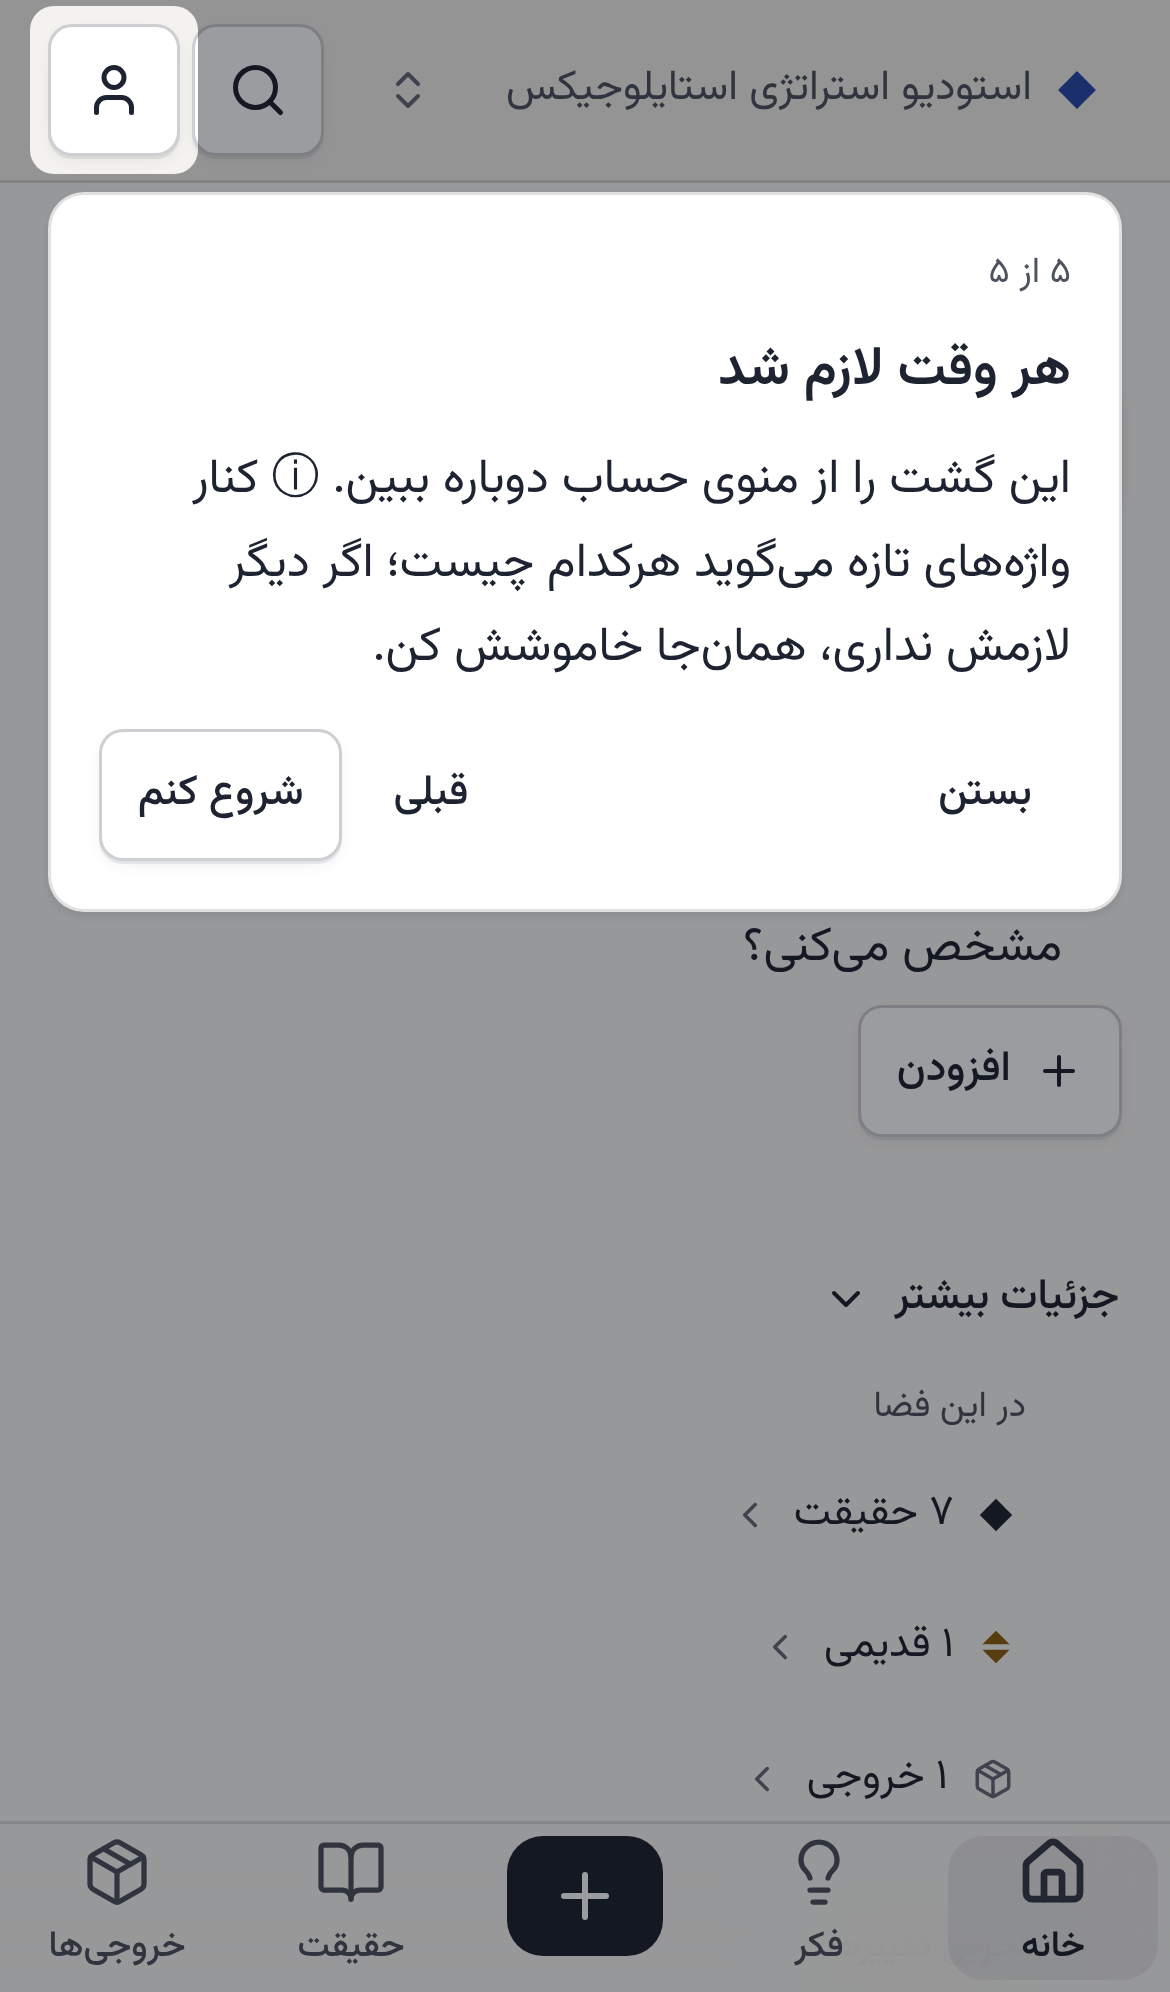 استودیو استراتژی استایلوجیکس
۵ از ۵
هر وقت لازم شد
این گشت را از منوی حساب دوباره ببین. ⓘ کنار
واژه‌های تازه می‌گوید هرکدام چیست؛ اگر دیگر
لازمش نداری، همان‌جا خاموشش کن.
بستن
قبلی
شروع کنم
مشخص می‌کنی؟
افزودن
جزئیات بیشتر
در این فضا
۷ حقیقت
۱ قدیمی
۱ خروجی
خانه
فکر
حقیقت
خروجی‌ها